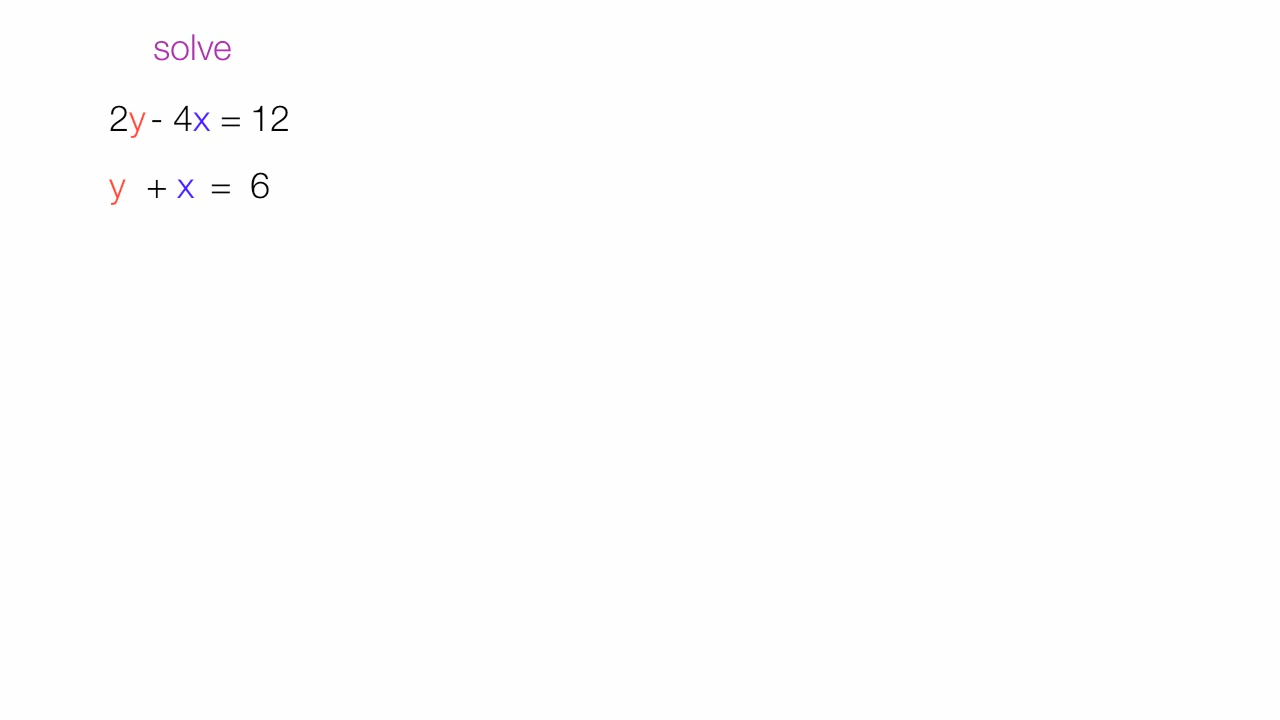 solve
2y - 4x = 12
y + x = 6